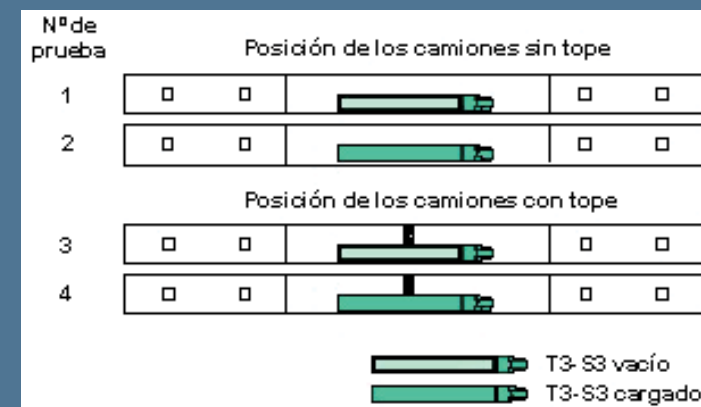 Nº de
prueba
Posición de los camiones sin tope
1
2
Posición de los camiones con tope
3
4
T3-S3 vacío
T3-S3 cargado